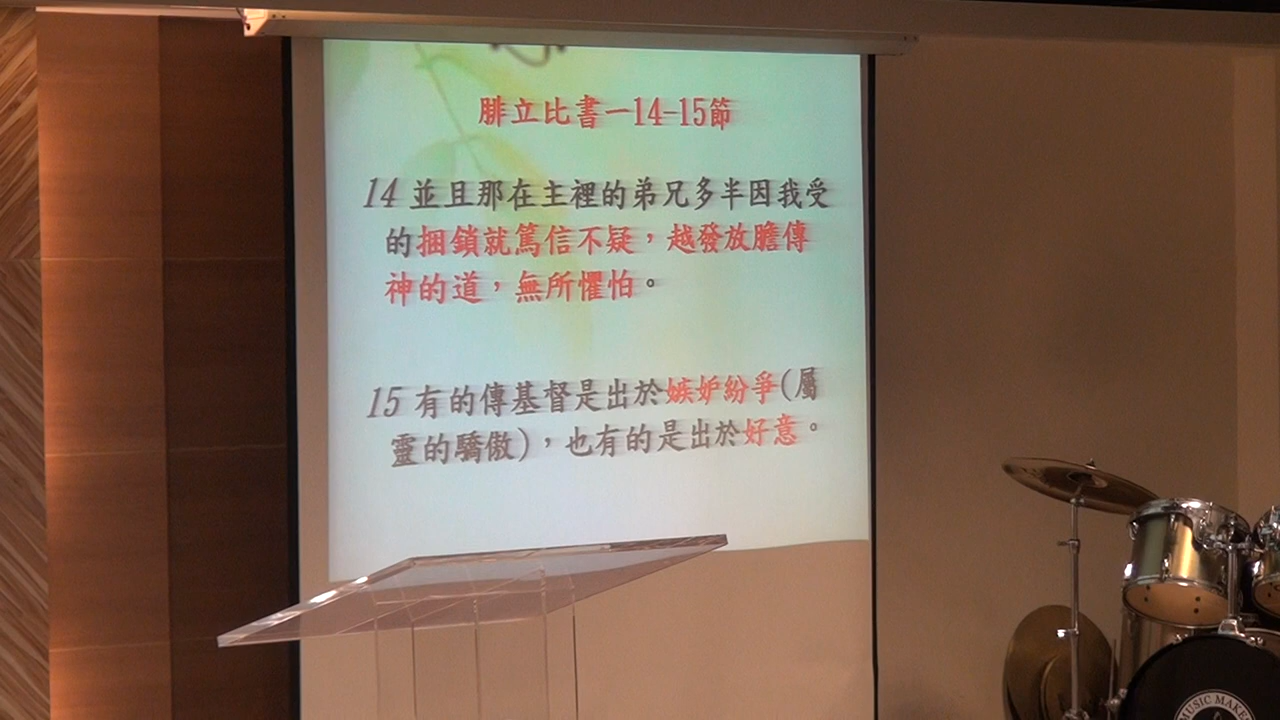 腓立比書一14-15節
14 並且那在主裡的弟兄多半因我受
的捆鎖就篤信不疑，越發放膽傳
神的道，無所懼怕。
15 有的傳基督是出於嫉妒紛爭(屬
靈的驕傲)，也有的是出於好意。
MUSIC MAKE